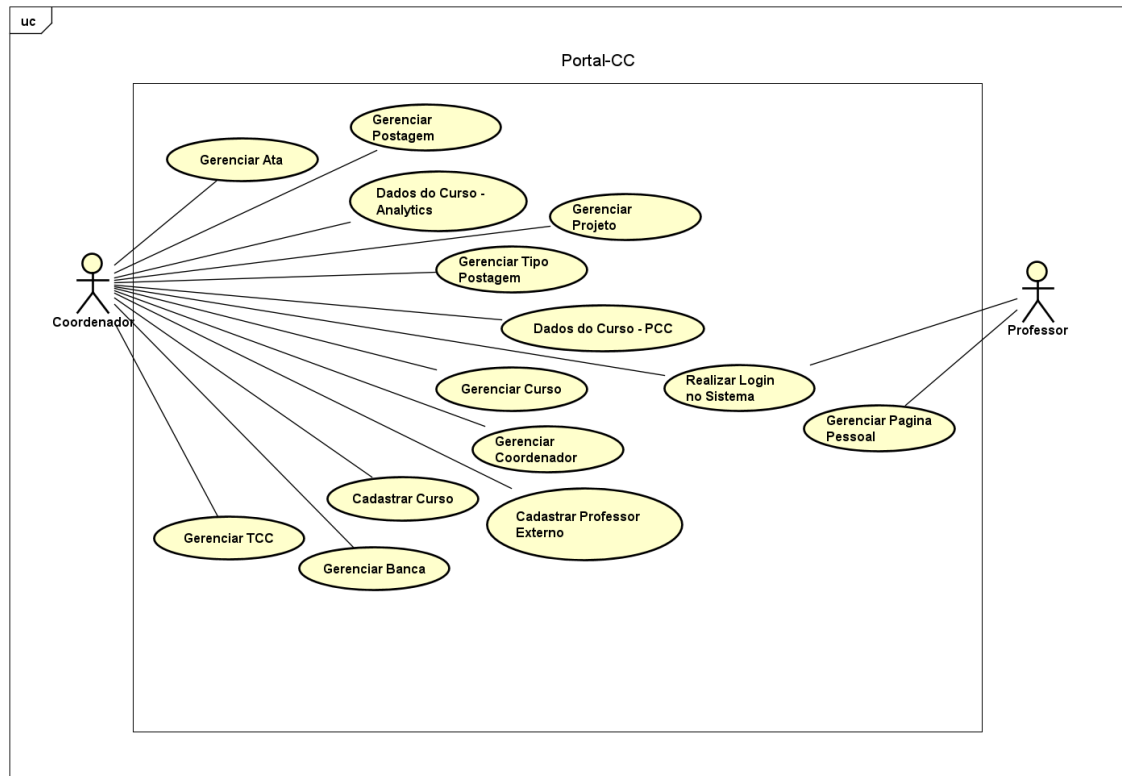 uc
Portal-CC
Gerenciar
Postagem
Gerenciar Ata
Dados do Curso -
Analytics
Gerenciar
Projeto
Gerenciar Tipo
Postagem
Coordenador
Professor
Dados do Curso - PCC
Gerenciar Curso
Realizar Login
no Sistema
Gerenciar Pagina
Pessoal
Gerenciar
Coordenador
Cadastrar Curso
Cadastrar Professor
Externo
Gerenciar TCC
Gerenciar Banca